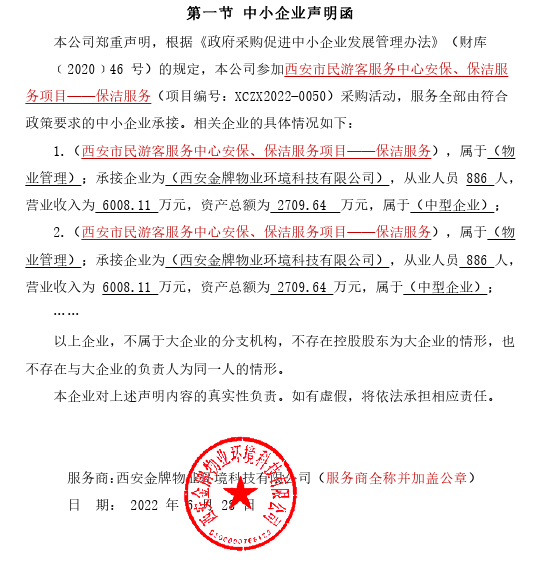 第一节 中小企业声明函
本公司郑重声明，根据《政府采购促进中小企业发展管理办法》（财库
﹝2020﹞46 号）的规定，本公司参加西安市民游客服务中心安保、保洁服
务项目——保洁服务（项目编号：XCZX2022-0050）采购活动，服务全部由符合
政策要求的中小企业承接。相关企业的具体情况如下：
1.（西安市民游客服务中心安保、保洁服务项目——保洁服务），属于（物
业管理）；承接企业为（西安金牌物业环境科技有限公司），从业人员 886 人，
营业收入为 6008.11 万元，资产总额为 2709.64 万元，属于（中型企业）；
2.（西安市民游客服务中心安保、保洁服务项目——保洁服务），属于（物
业管理）；承接企业为（西安金牌物业环境科技有限公司），从业人员 886 人，
营业收入为 6008.11 万元，资产总额为 2709.64 万元，属于（中型企业）；
……
以上企业，不属于大企业的分支机构，不存在控股股东为大企业的情形，也
不存在与大企业的负责人为同一人的情形。
本企业对上述声明内容的真实性负责。如有虚假，将依法承担相应责任。
西安金牌物业环境科技有限公司
服务商:西安金牌物业环境科技有限公司（服务商全称并加盖公章）
日 期： 2022 年 6 月 28 日